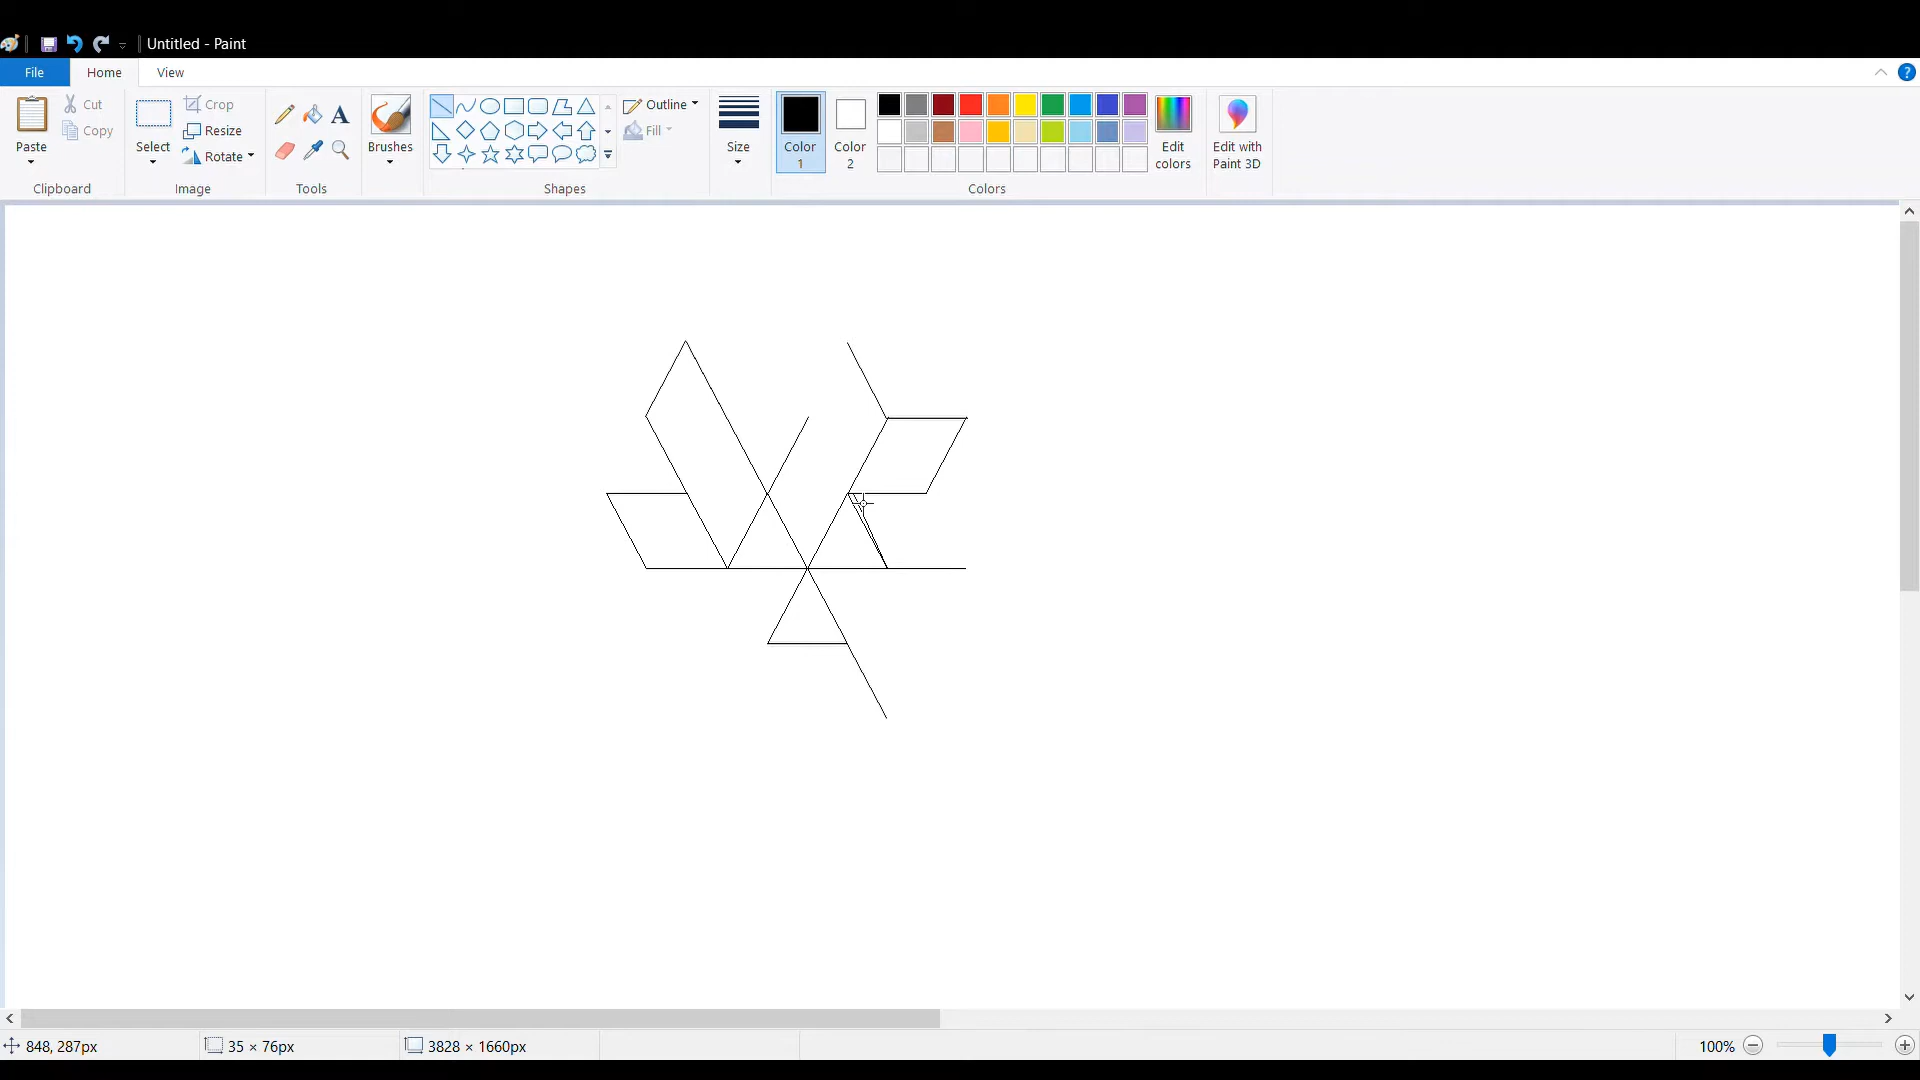 Untitled - Paint
File Home View
Paste
Cut
Copy
Clipboard
Select
Crop
Resize
Rotate
Image
A
Tools
Brushes
Outline
Fill
Shapes
Size
Color
1
Color
2
Colors
Edit
colors
Edit with
Paint 3D
?
848, 287px
35 × 76px
3828 × 1660px
100%